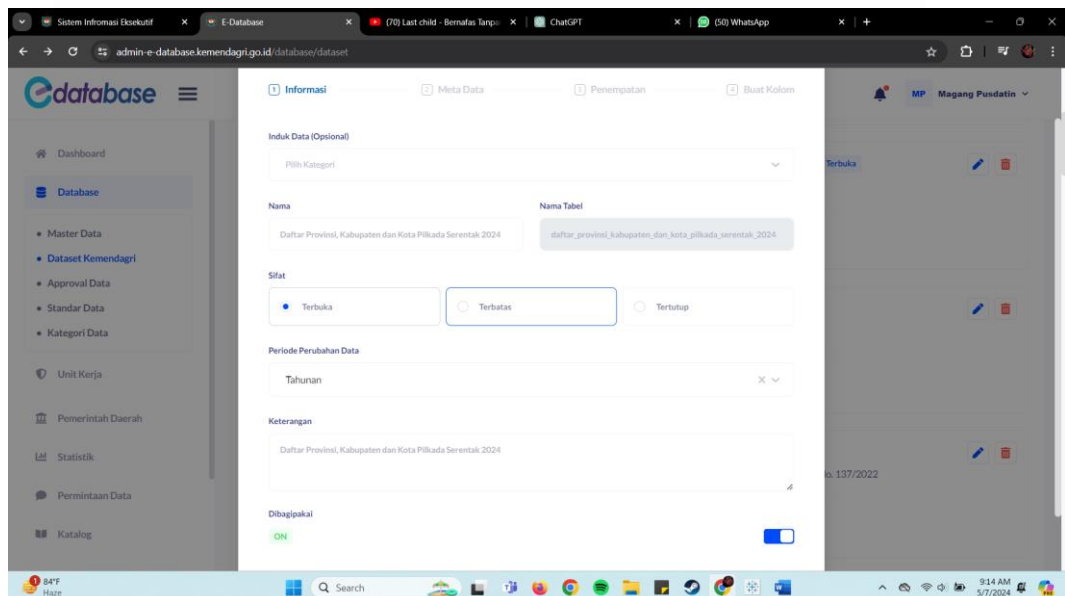 Sistem Infromasi Eksekutif
E-Database
(70) Last child - Bernafas Tanpa
ChatGPT
(50) WhatsApp
admin-e-database.kemendagri.go.id/database/dataset
edatabase
1 Informasi
2 Meta Data
3 Penempatan
4 Buat Kolom
MP Magang Pusdatin
Dashboard
Database
Master Data
Dataset Kemendagri
Approval Data
Standar Data
Kategori Data
Unit Kerja
Pemerintah Daerah
Statistik
Permintaan Data
Katalog
Induk Data (Opsional)
Pilih Kategori
Terbuka
Nama
Nama Tabel
Daftar Provinsi, Kabupaten dan Kota Pilkada Serentak 2024
daftar_provinsi_kabupaten_dan_kota_pilkada_serentak_2024
Sifat
Terbuka
Terbatas
Tertutup
Periode Perubahan Data
Tahunan
Keterangan
Daftar Provinsi, Kabupaten dan Kota Pilkada Serentak 2024
137/2022
Dibagipakai
ON
1
84°F
Haze
Search
9:14 AM
5/7/2024